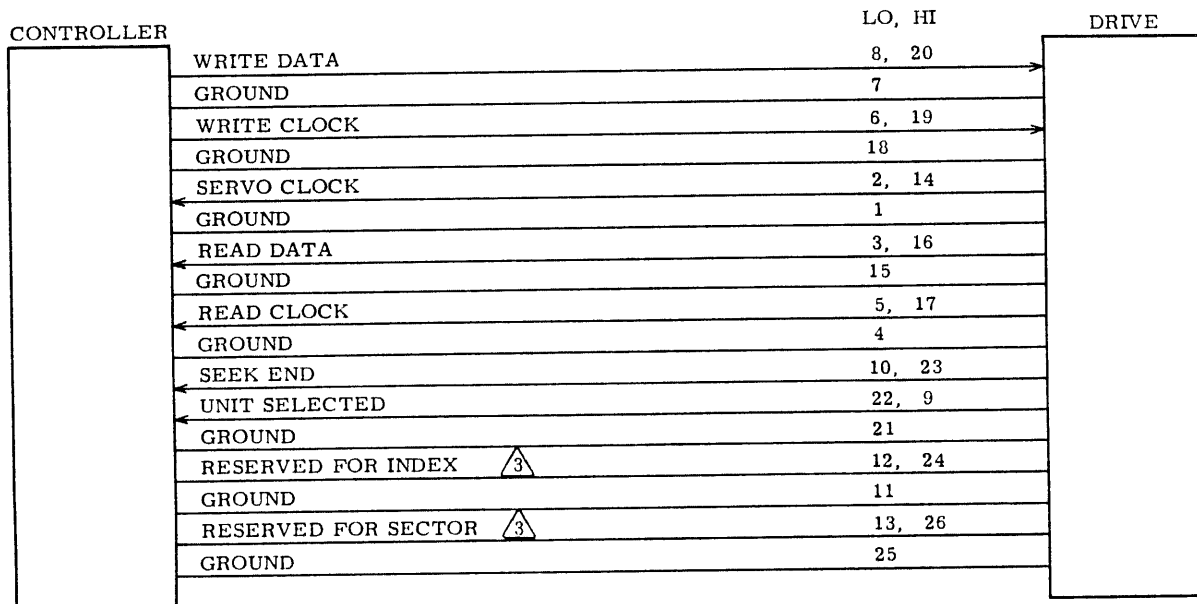 LO, HI
CONTROLLER DRIVE
WRITE DATA 8, 20
GROUND 7
WRITE CLOCK 6, 19
GROUND 18
SERVO CLOCK 2, 14
GROUND 1
READ DATA 3, 16
GROUND 15
READ CLOCK 5, 17
GROUND 4
SEEK END 10, 23
UNIT SELECTED 22, 9
GROUND 21
RESERVED FOR INDEX 3 12, 24
GROUND 11
RESERVED FOR SECTOR 3 13, 26
GROUND 25